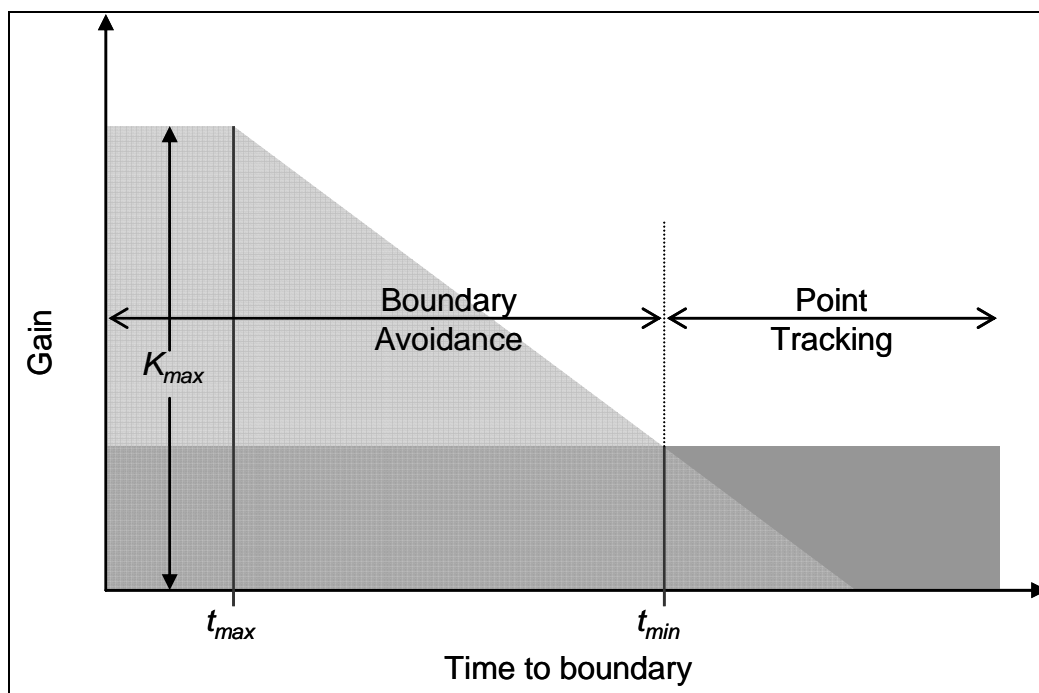 Boundary
Avoidance
Point
Tracking
Gain
Kmax
tmax
tmin
Time to boundary